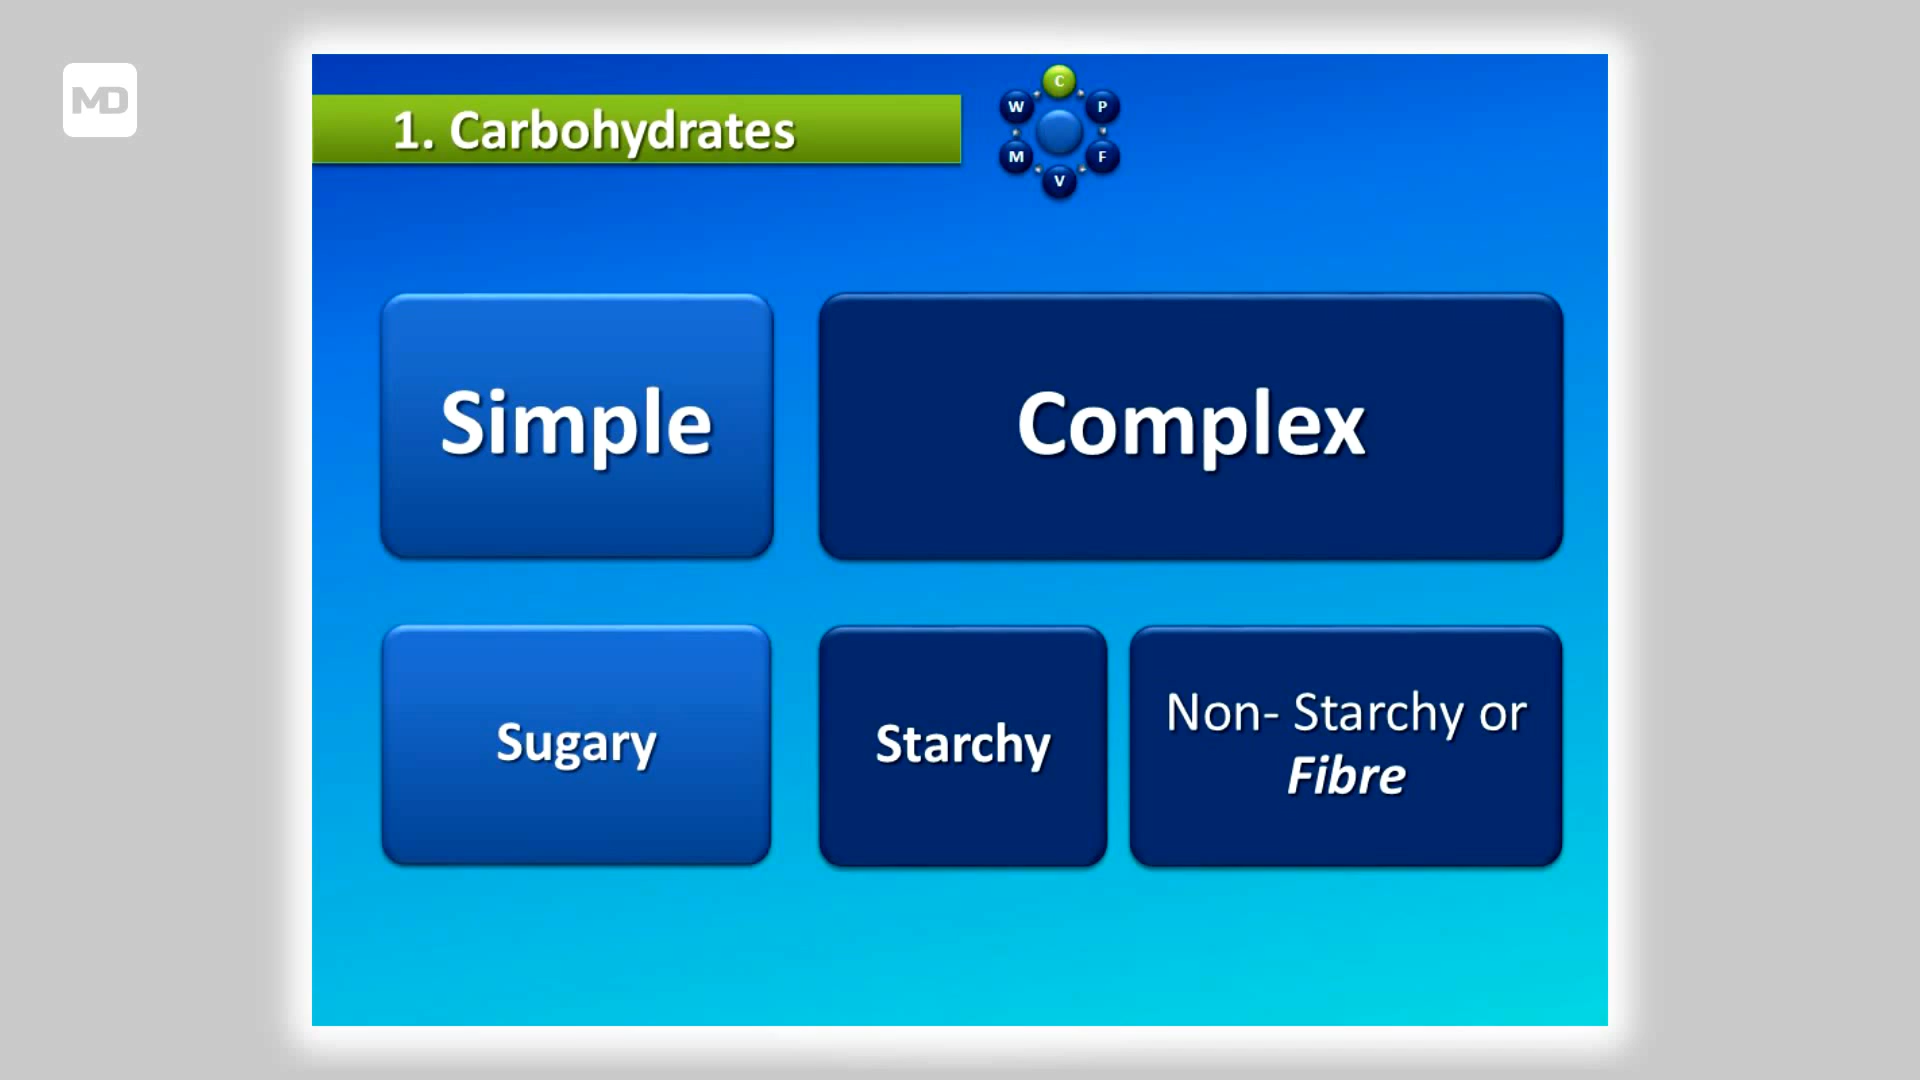 MD
1. Carbohydrates
C
W
P
M
F
V
Simple
Complex
Sugary
Starchy
Non- Starchy or
Fibre